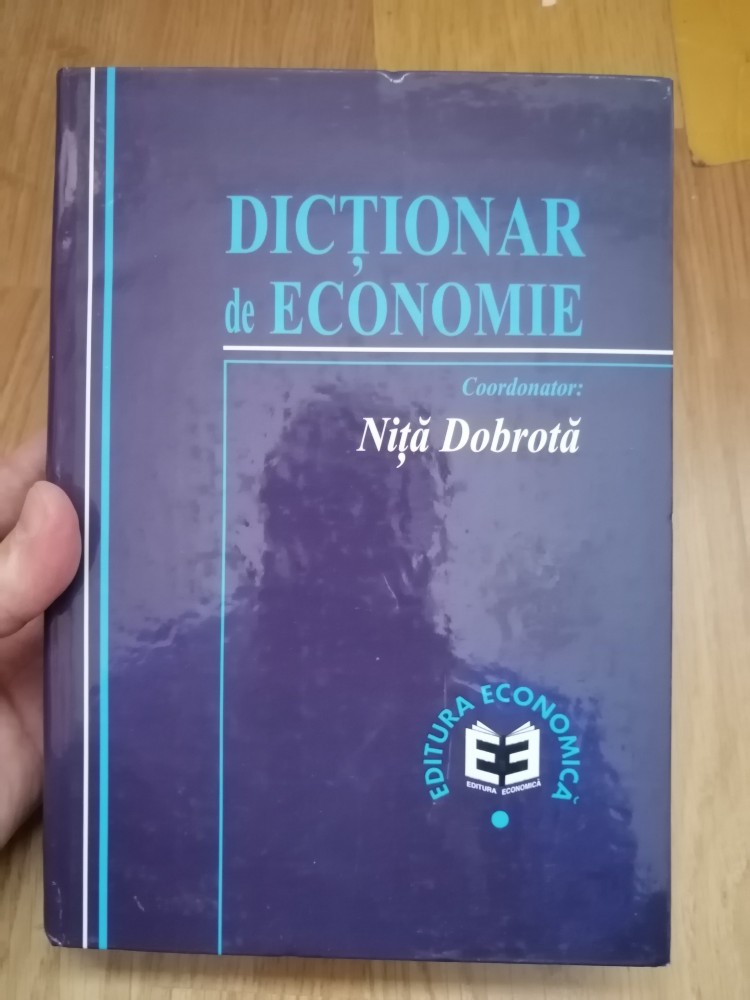 DICȚIONAR
de ECONOMIE
Coordonator:
Niță Dobrotă
EDITURA ECONOMICĂ
EDITURA ECONOMICĂ